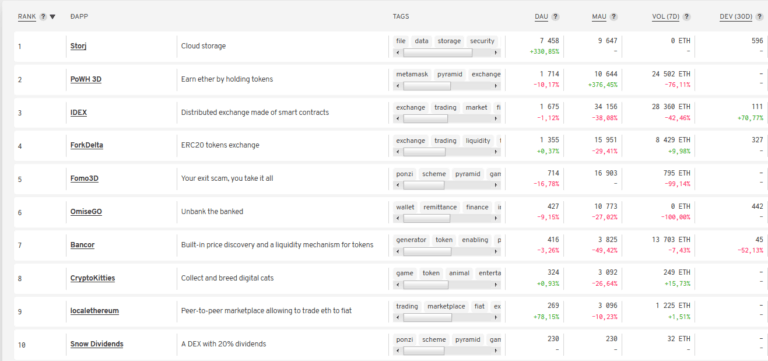 RANK ? ▼ ĐAPP TAGS DAU ? MAU ? VOL (7D) ? DEV (30D) ?
1 Storj Cloud storage file data storage security 7 458 9 647 0 ETH 596
+330,85% – – –
2 PoWH 3D Earn ether by holding tokens metamask pyramid exchange 1 714 10 644 24 502 ETH –
-10,17% +376,45% -76,11% –
3 IDEX Distributed exchange made of smart contracts exchange trading market fi 1 675 34 156 28 360 ETH 111
-1,12% -38,08% -42,46% +70,77%
4 ForkDelta ERC20 tokens exchange exchange trading liquidity 1 355 15 951 8 429 ETH 327
+0,37% -29,41% +9,98% –
5 Fomo3D Your exit scam, you take it all ponzi scheme pyramid gan 714 16 903 795 ETH –
-16,78% – -99,14% –
6 OmiseGO Unbank the banked wallet remittance finance 427 10 773 0 ETH 442
-9,15% -27,02% -100,00% –
7 Bancor Built-in price discovery and a liquidity mechanism for tokens generator token enabling p 416 3 825 13 703 ETH 45
-3,26% -49,42% -7,43% -52,13%
8 CryptoKitties Collect and breed digital cats game token animal enterta 324 3 092 249 ETH –
+0,93% -26,64% +15,73% –
9 localethereum Peer-to-peer marketplace allowing to trade eth to fiat trading marketplace fiat ex 269 3 096 1 225 ETH –
+78,15% -10,23% +1,51% –
10 Snow Dividends A DEX with 20% dividends ponzi scheme pyramid gan 230 230 32 ETH –
– – – –